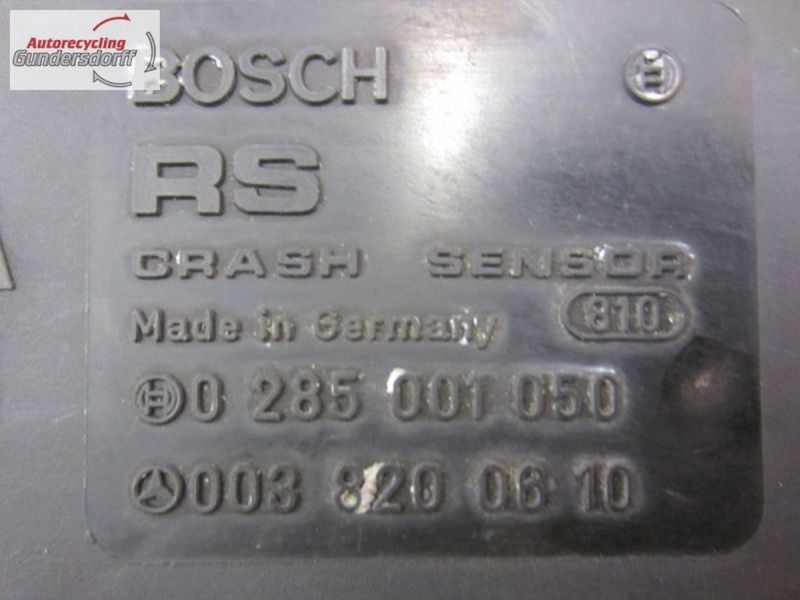 Autorecycling
Gundersdorff
BOSCH
RS
CRASH SENSOR
Made in Germany 810
0 285 001 050
003 820 06 10